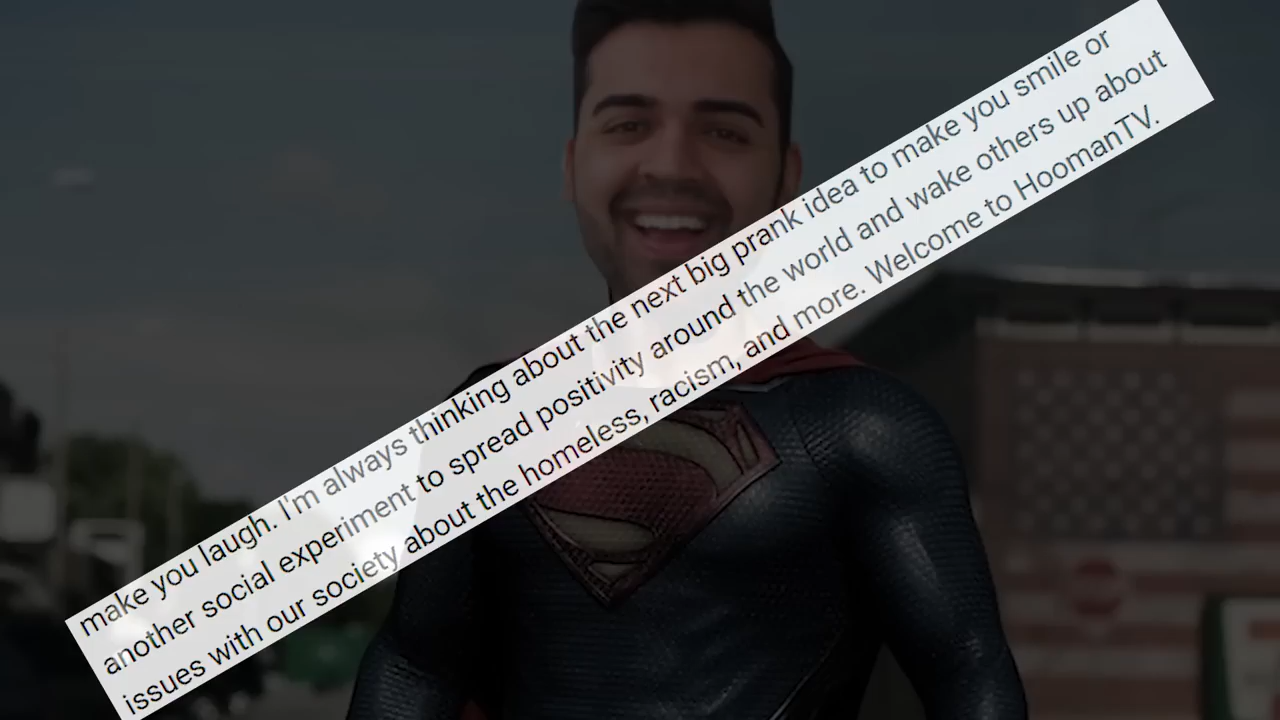 make you laugh. I'm always thinking about the next big prank idea to make you smile or
another social experiment to spread positivity around the world and wake others up about
issues with our society about the homeless, racism, and more. Welcome to HoomanTV.